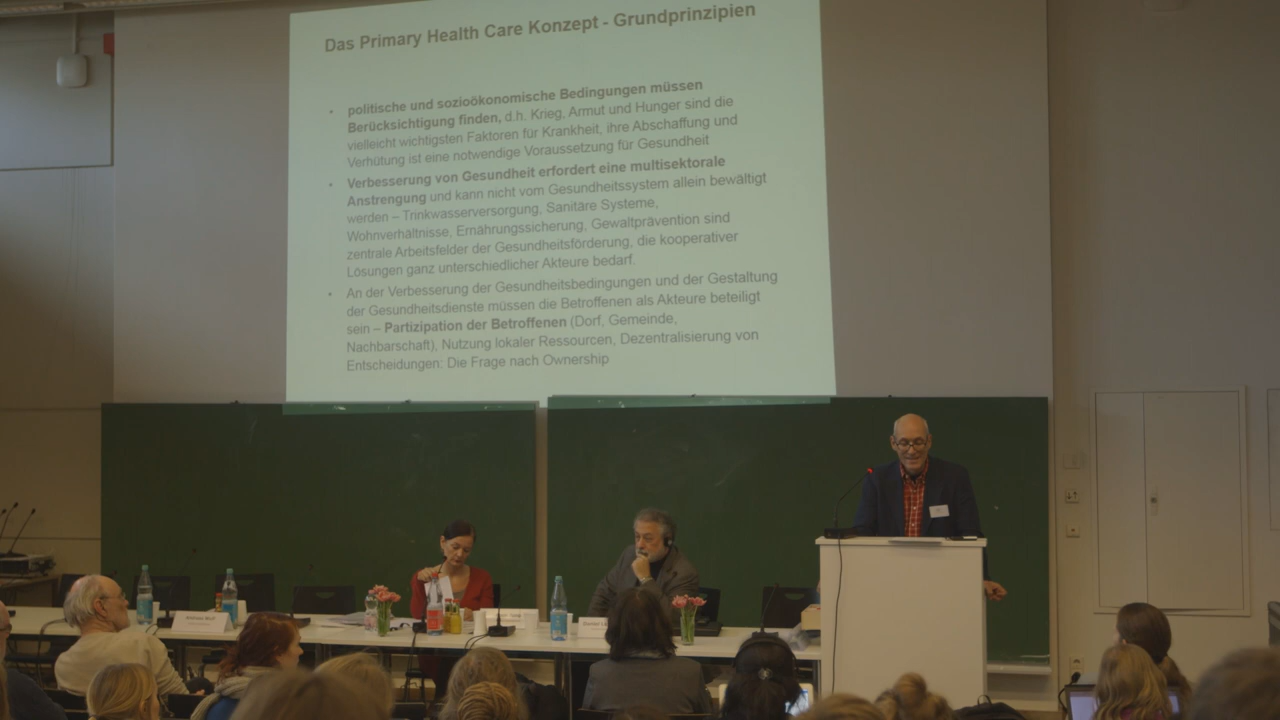 Das Primary Health Care Konzept - Grundprinzipien
• politische und sozioökonomische Bedingungen müssen
Berücksichtigung finden, d.h. Krieg, Armut und Hunger sind die
vielleicht wichtigsten Faktoren für Krankheit, ihre Abschaffung und
Verhütung ist eine notwendige Voraussetzung für Gesundheit
• Verbesserung von Gesundheit erfordert eine multisektorale
Anstrengung und kann nicht vom Gesundheitssystem allein bewältigt
werden – Trinkwasserversorgung, Sanitäre Systeme,
Wohnverhältnisse, Ernährungssicherung, Gewaltprävention sind
zentrale Arbeitsfelder der Gesundheitsförderung, die kooperativer
Lösungen ganz unterschiedlicher Akteure bedarf.
• An der Verbesserung der Gesundheitsbedingungen und der Gestaltung
der Gesundheitsdienste müssen die Betroffenen als Akteure beteiligt
sein – Partizipation der Betroffenen (Dorf, Gemeinde,
Nachbarschaft), Nutzung lokaler Ressourcen, Dezentralisierung von
Entscheidungen: Die Frage nach Ownership
Andreas Wulf
Daniel